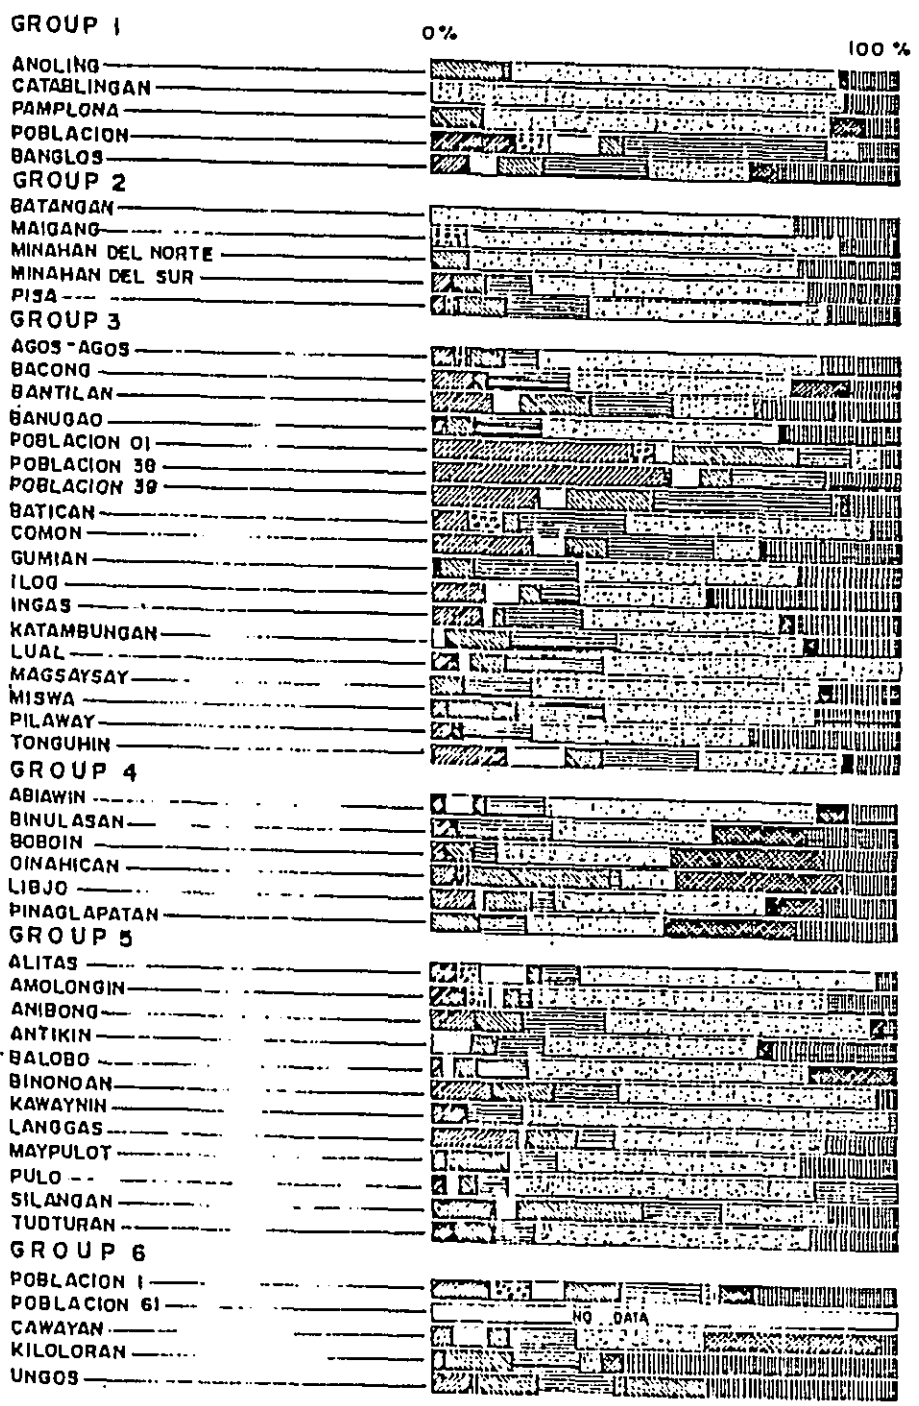 GROUP 1
0%
100 %
ANOLING
CATABLINGAN
PAMPLONA
POBLACION
BANGLOS
GROUP 2
BATANGAN
MAIGANG
MINAHAN DEL NORTE
MINAHAN DEL SUR
PISA
GROUP 3
AGOS-AGOS
BACONG
BANTILAN
BANUGAO
POBLACION 01
POBLACION 38
POBLACION 39
BATICAN
COMON
GUMIAN
ILOG
INGAS
KATAMBUNGAN
LUAL
MAGSAYSAY
MISWA
PILAWAY
TONGUHIN
GROUP 4
ABIAWIN
BINULASAN
BOBOIN
DINAHICAN
LIBJO
PINAGLAPATAN
GROUP 5
ALITAS
AMOLONGIN
ANIBONG
ANTIKIN
BALOBO
BINONOAN
KAWAYNIN
LANGGAS
MAYPULOT
PULO
SILANGAN
TUDTURAN
GROUP 6
POBLACION 1
POBLACION 61
NO DATA
CAWAYAN
KILOLORAN
UNGOS